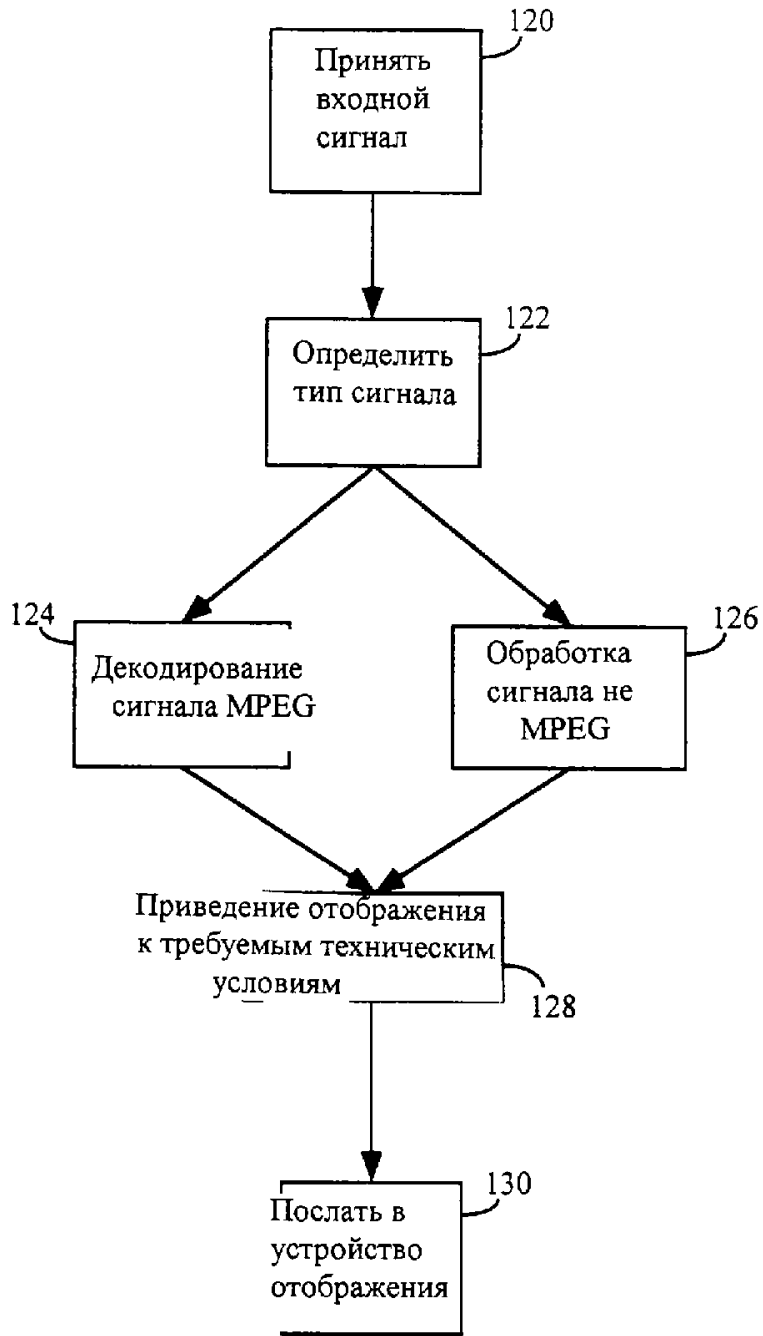 120
Принять
входной
сигнал
122
Определить
тип сигнала
124
Декодирование
сигнала MPEG
126
Обработка
сигнала не
MPEG
Приведение отображения
к требуемым техническим
условиям
128
130
Послать в
устройство
отображения